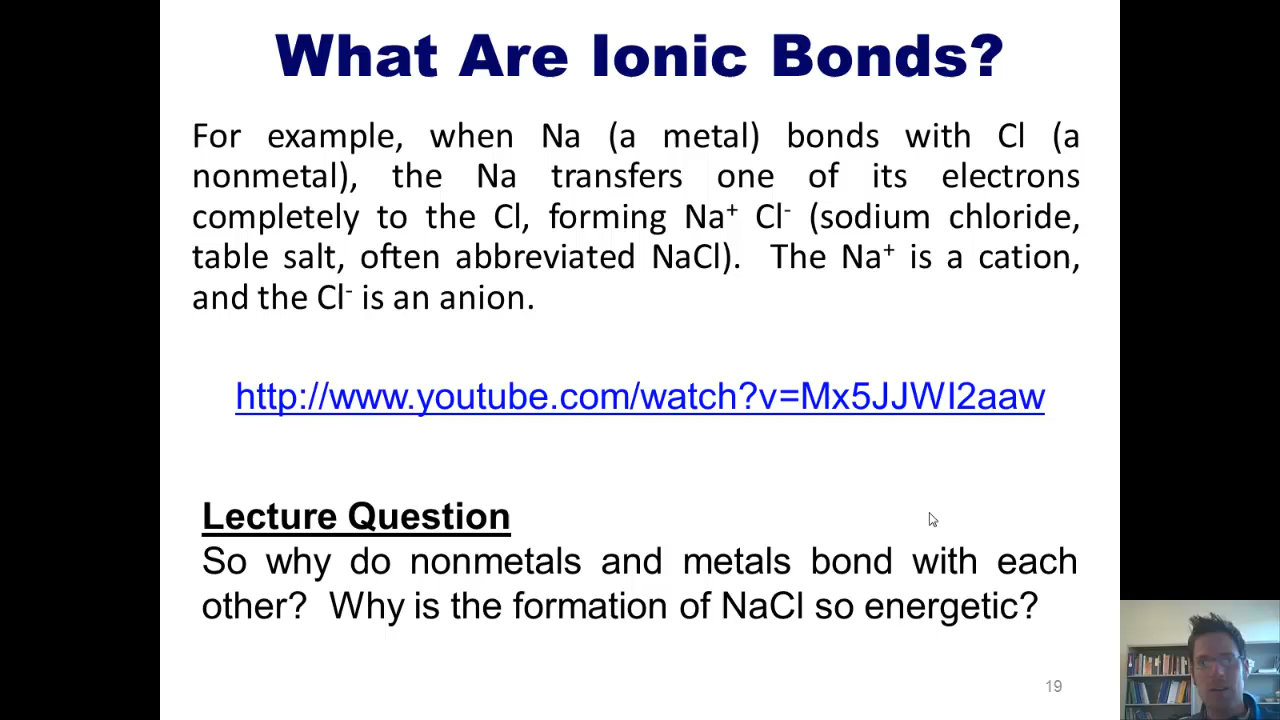 What Are Ionic Bonds?
For example, when Na (a metal) bonds with Cl (a
nonmetal), the Na transfers one of its electrons
completely to the Cl, forming Na⁺ Cl⁻ (sodium chloride,
table salt, often abbreviated NaCl). The Na⁺ is a cation,
and the Cl⁻ is an anion.
http://www.youtube.com/watch?v=Mx5JJWI2aaw
Lecture Question
So why do nonmetals and metals bond with each
other? Why is the formation of NaCl so energetic?
19